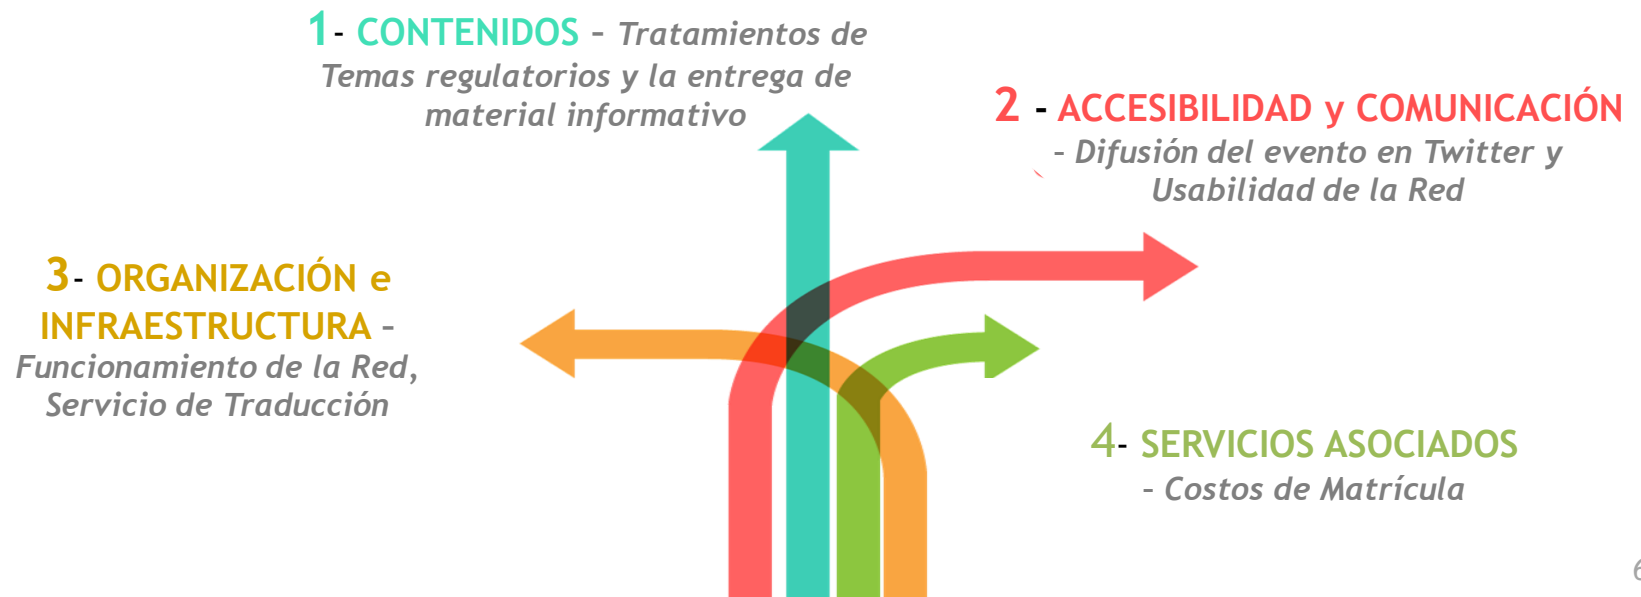 1- CONTENIDOS – Tratamientos de
Temas regulatorios y la entrega de
material informativo
2 - ACCESIBILIDAD y COMUNICACIÓN
– Difusión del evento en Twitter y
Usabilidad de la Red
3- ORGANIZACIÓN e
INFRAESTRUCTURA –
Funcionamiento de la Red,
Servicio de Traducción
4- SERVICIOS ASOCIADOS
– Costos de Matrícula
6